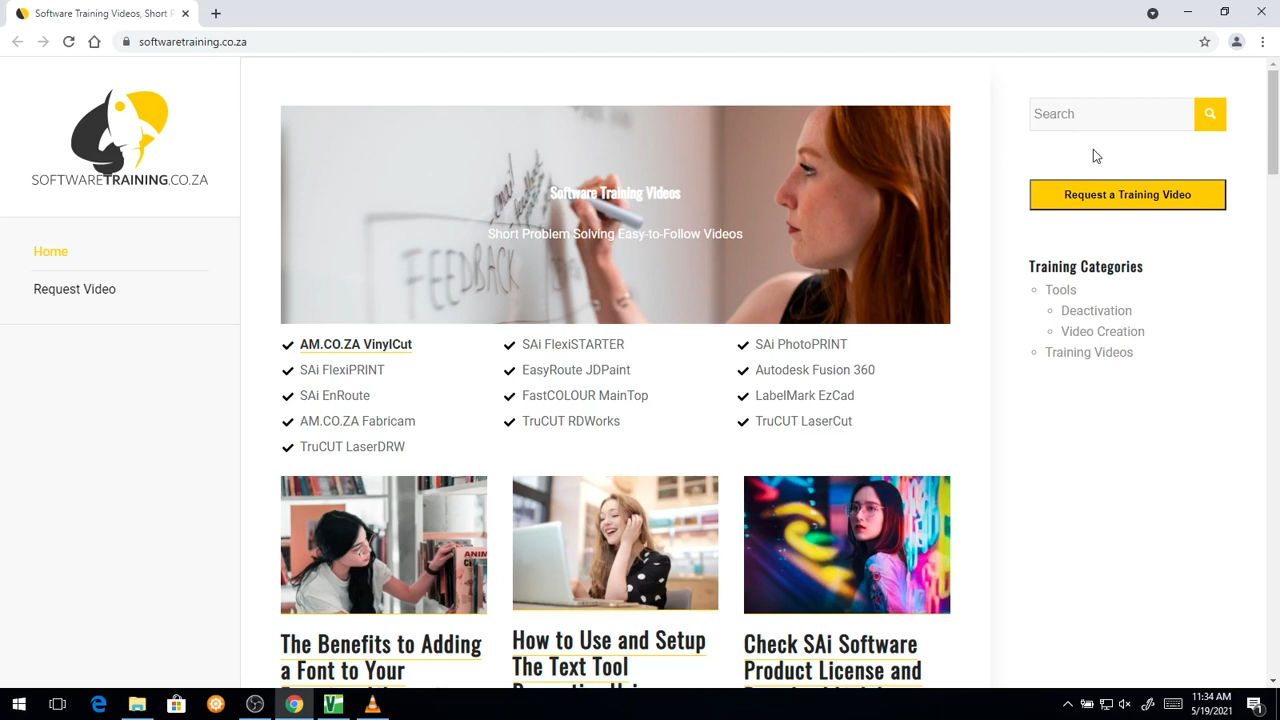 Software Training Videos, Short P
softwaretraining.co.za
SOFTWARETRAINING.CO.ZA
Home
Request Video
FEEDBACK
Software Training Videos
Short Problem Solving Easy-to-Follow Videos
AM.CO.ZA VinylCut
SAi FlexiSTARTER
SAi PhotoPRINT
SAi FlexiPRINT
EasyRoute JDPaint
Autodesk Fusion 360
SAi EnRoute
FastCOLOUR MainTop
LabelMark EzCad
AM.CO.ZA Fabricam
TruCUT RDWorks
TruCUT LaserCut
TruCUT LaserDRW
The Benefits to Adding
a Font to Your
How to Use and Setup
The Text Tool
Check SAi Software
Product License and
Search
Request a Training Video
Training Categories
Tools
Deactivation
Video Creation
Training Videos
11:34 AM
5/19/2021